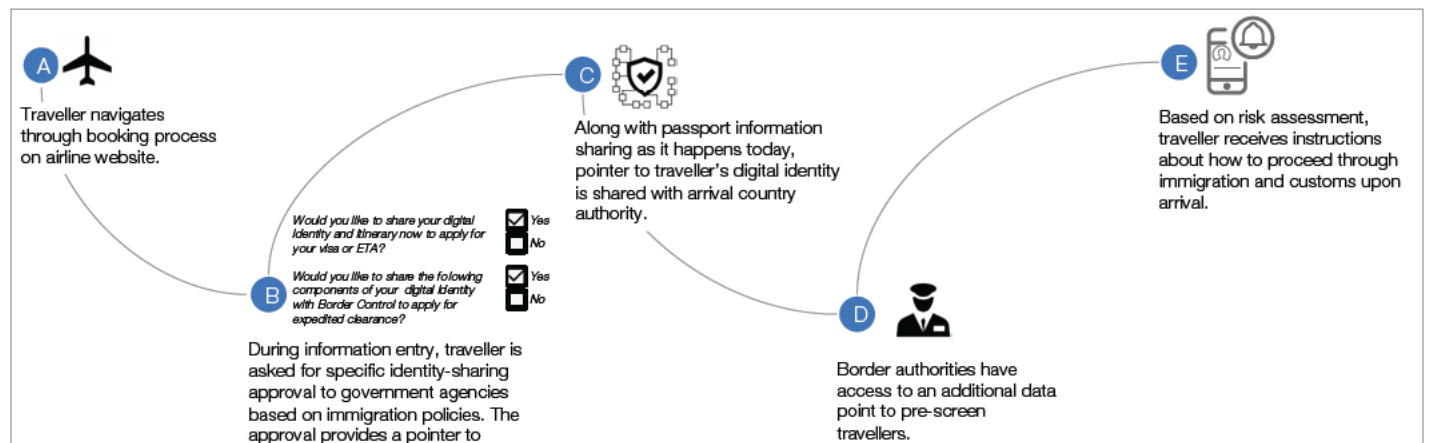 A
Traveller navigates
through booking process
on airline website.
Would you like to share your digital
identity and itinerary now to apply for
your visa or ETA?
Yes
No
Would you like to share the folowing
components of your digital identity
with Border Control to apply for
expedited clearance?
Yes
No
B
During information entry, traveller is
asked for specific identity-sharing
approval to government agencies
based on immigration policies. The
approval provides a pointer to
C
Along with passport information
sharing as it happens today,
pointer to traveller's digital identity
is shared with arrival country
authority.
D
Border authorities have
access to an additional data
point to pre-screen
travellers.
E
Based on risk assessment,
traveller receives instructions
about how to proceed through
immigration and customs upon
arrival.